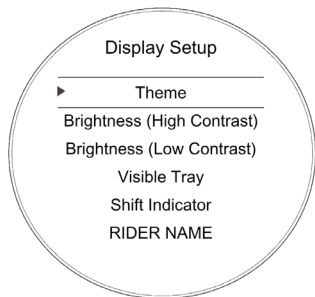 Display Setup
Theme
Brightness (High Contrast)
Brightness (Low Contrast)
Visible Tray
Shift Indicator
RIDER NAME